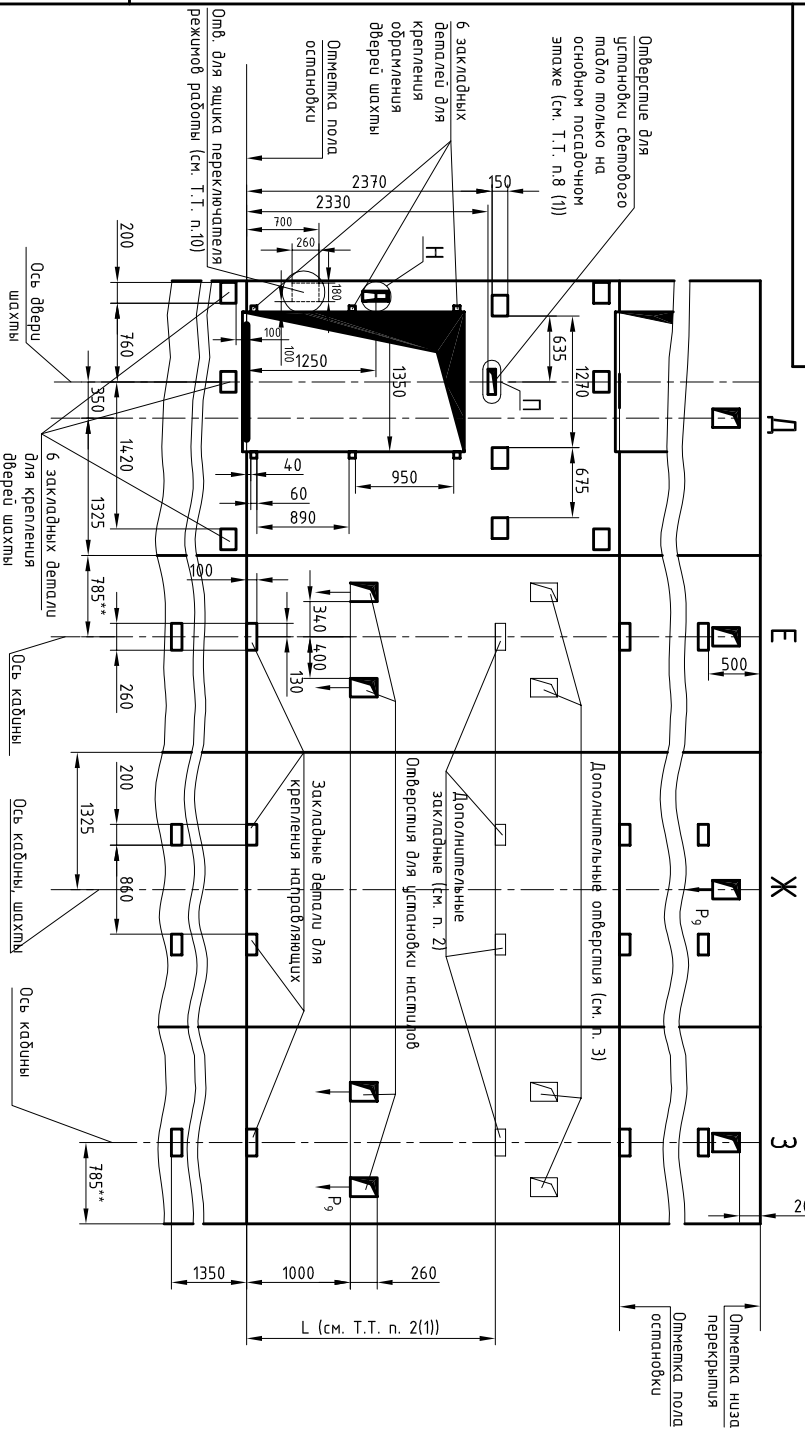 Отверстие для
установки светового
табло только на
основном посадочном
этаже (см. Т.Т. п.8 (1))
6 закладных
деталей для
крепления
обрамления
дверей шахты
Отметка пола
остановки
Отв. для ящика переключателя
режимов работы (см. Т.Т. п.10)
2370
2330
700
260
150
180
Н
П
100
100
1250
1350
635
1270
675
950
40
60
890
200
760
350
1420
1325
785**
Ось двери
шахты
6 закладных детали
для крепления
дверей шахты
Д
Е
Ж
З
500
100
340
400
130
260
Ось кабины
200
1325
860
Ось кабины, шахты
Ось кабины
785**
Закладные детали для
крепления направляющих
Отверстия для установки настилов
Дополнительные
закладные (см. п. 2)
Дополнительные отверстия (см. п. 3)
P₉
P₉
1350
1000
260
L (см. Т.Т. п. 2(1))
Отметка низа
перекрытия
Отметка пола
остановки